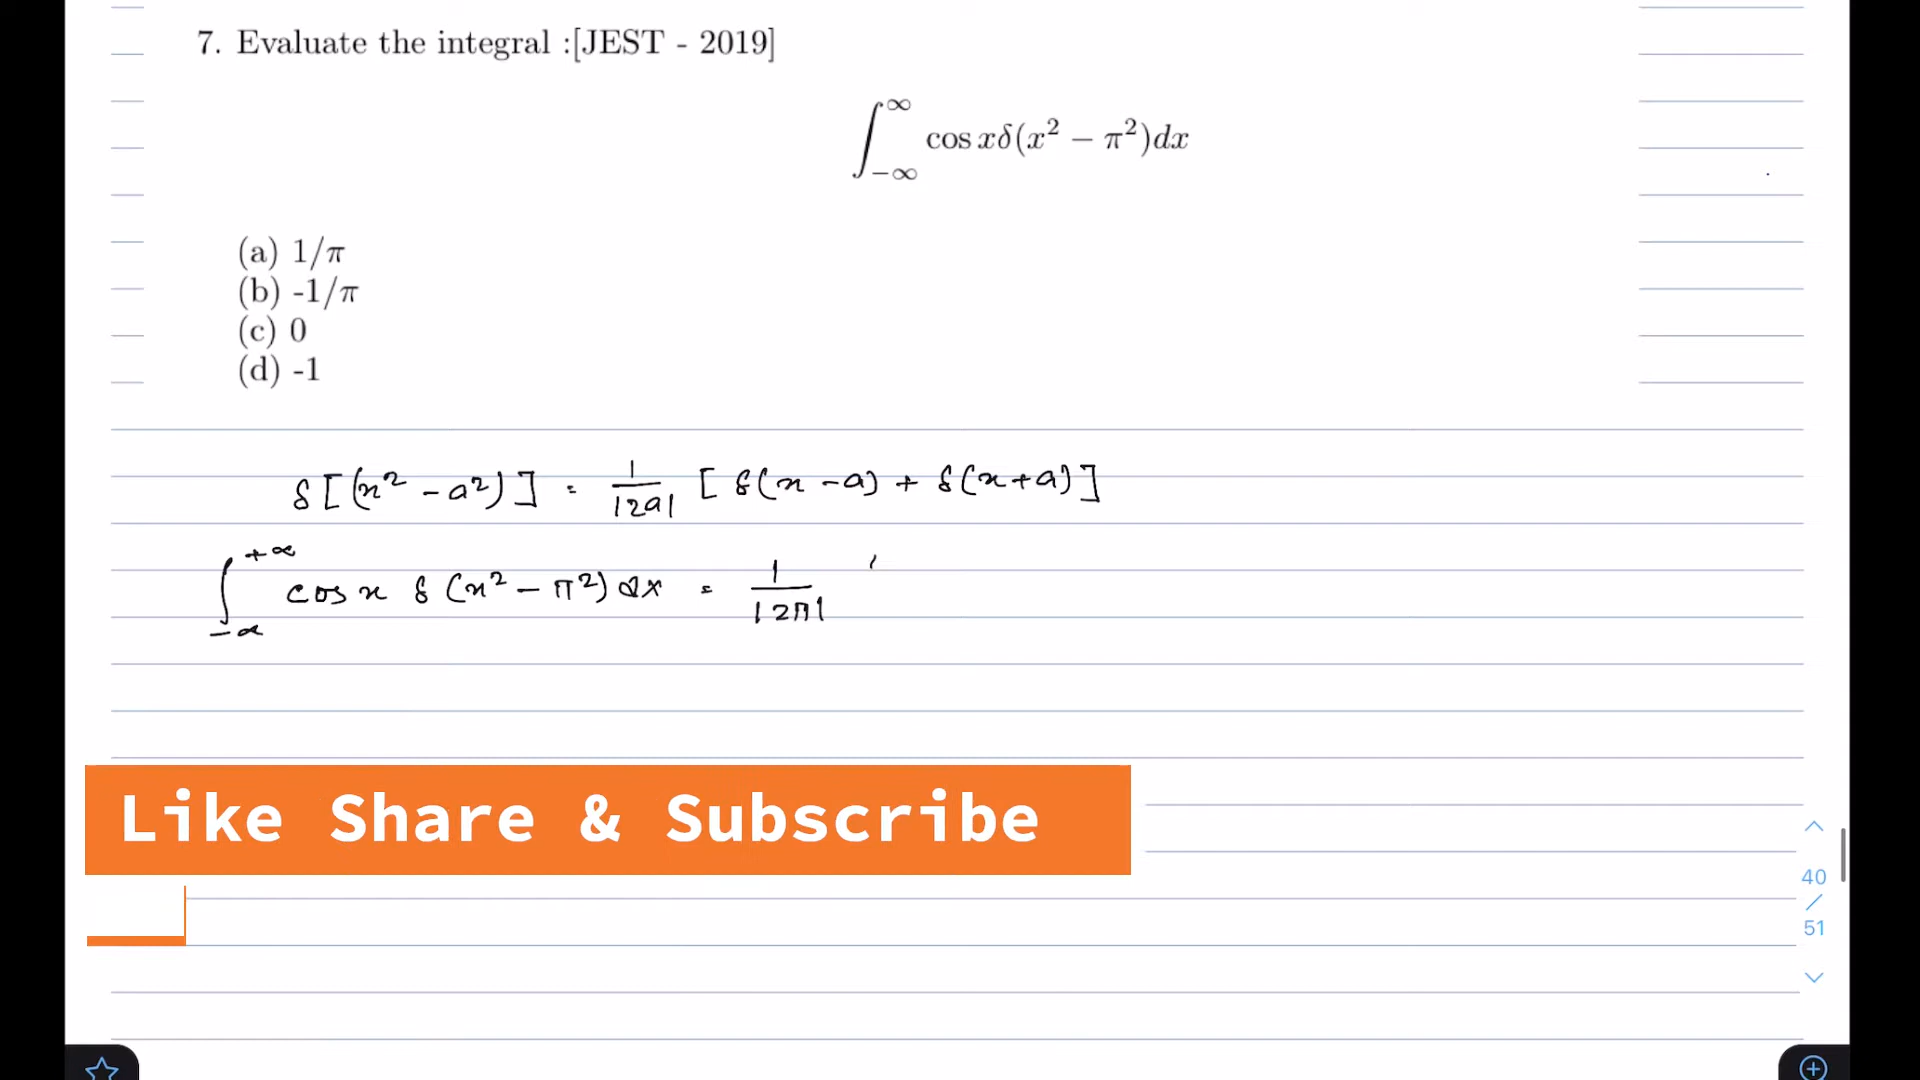 7. Evaluate the integral :[JEST - 2019]
∫_{−∞}^{∞} cos xδ(x² − π²)dx
(a) 1/π
(b) -1/π
(c) 0
(d) -1
δ[(x² − a²)] = 1/|2a| [δ(x − a) + δ(x + a)]
∫_{−∞}^{+∞} cos x δ(x² − π²) dx = 1/|2π|
Like Share & Subscribe
40
/
51